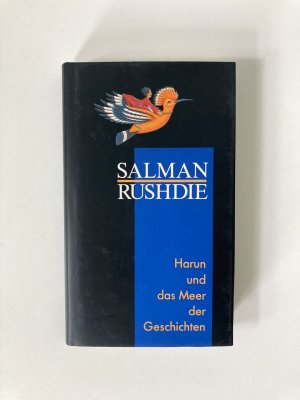 SALMAN
RUSHDIE
Harun
und
das Meer
der
Geschichten